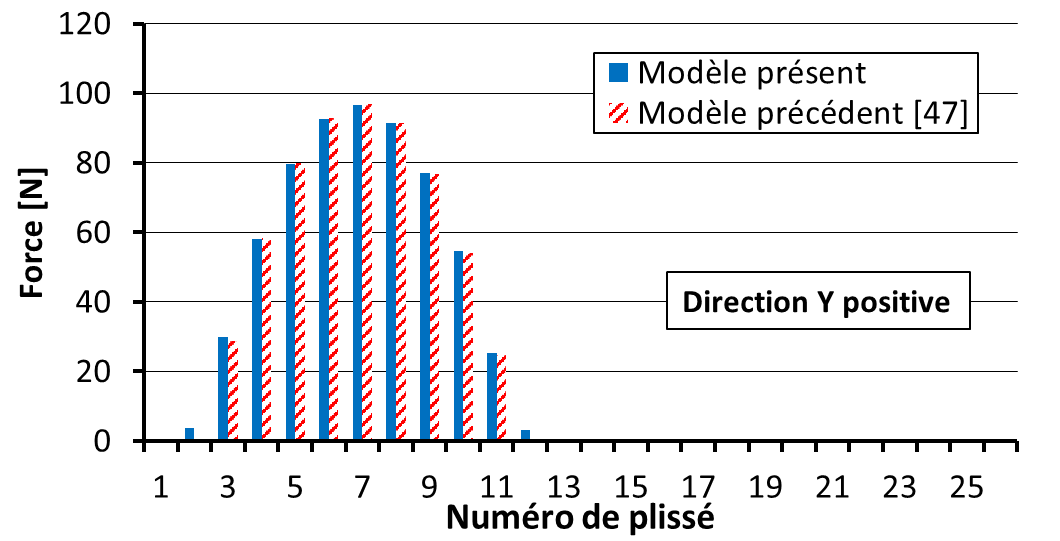 120
100
80
60
40
20
0
Force [N]
Modèle présent
Modèle précédent [47]
Direction Y positive
1 3 5 7 9 11 13 15 17 19 21 23 25
Numéro de plissé